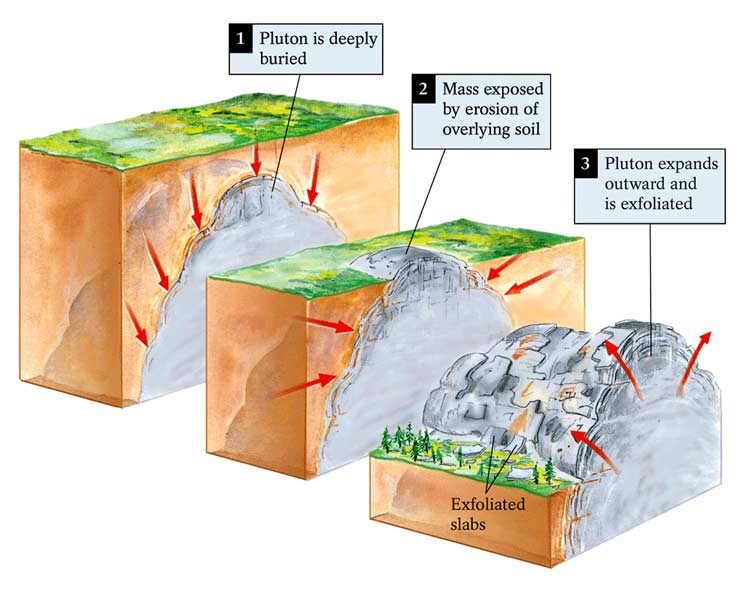 1 Pluton is deeply
buried
2 Mass exposed
by erosion of
overlying soil
3 Pluton expands
outward and
is exfoliated
Exfoliated
slabs